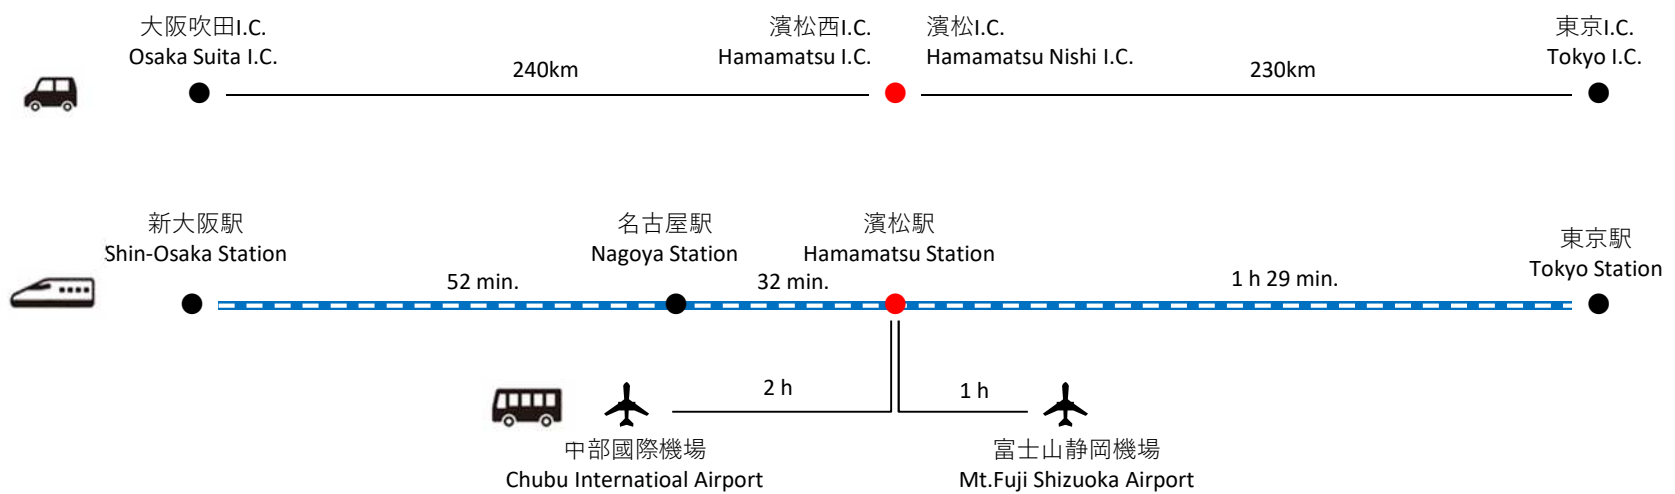 大阪吹田I.C.
Osaka Suita I.C.
濱松西I.C.
Hamamatsu I.C.
濱松I.C.
Hamamatsu Nishi I.C.
東京I.C.
Tokyo I.C.
240km
230km
新大阪駅
Shin-Osaka Station
名古屋駅
Nagoya Station
濱松駅
Hamamatsu Station
東京駅
Tokyo Station
52 min.
32 min.
1 h 29 min.
2 h
1 h
中部國際機場
Chubu Internatioal Airport
富士山静岡機場
Mt.Fuji Shizuoka Airport